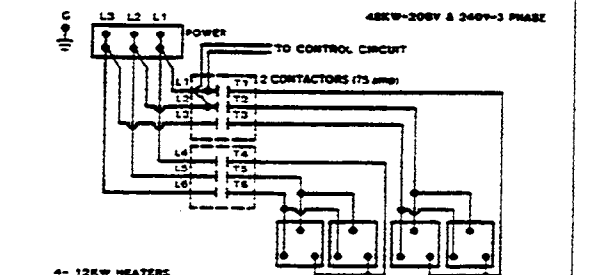 G L3 L2 L1 48KW-208V & 240V-3 PHASE
POWER
TO CONTROL CIRCUIT
L1 T1 2 CONTACTORS (75 amp)
L2 T2
L3 T3
L4 T4
L5 T5
L6 T6
4- 12KW HEATERS